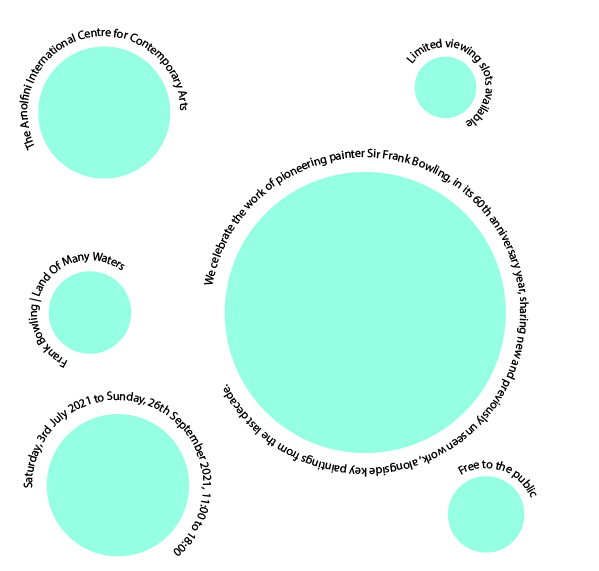 The Arnolfini International Centre for Contemporary Arts
Limited viewing slots available
We celebrate the work of pioneering painter Sir Frank Bowling, in its 60th anniversary year, sharing new and previously unseen work, alongside key paintings from the last decade.
Frank Bowling | Land Of Many Waters
Saturday, 3rd July 2021 to Sunday, 26th September 2021, 11:00 to 18:00
Free to the public